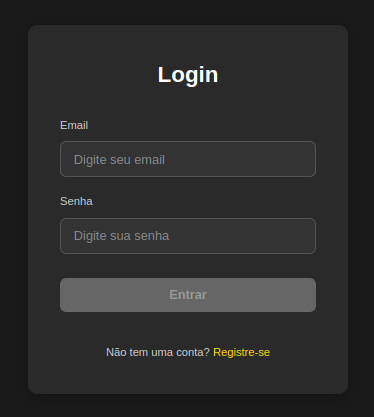 Login
Email
Digite seu email
Senha
Digite sua senha
Entrar
Não tem uma conta? Registre-se